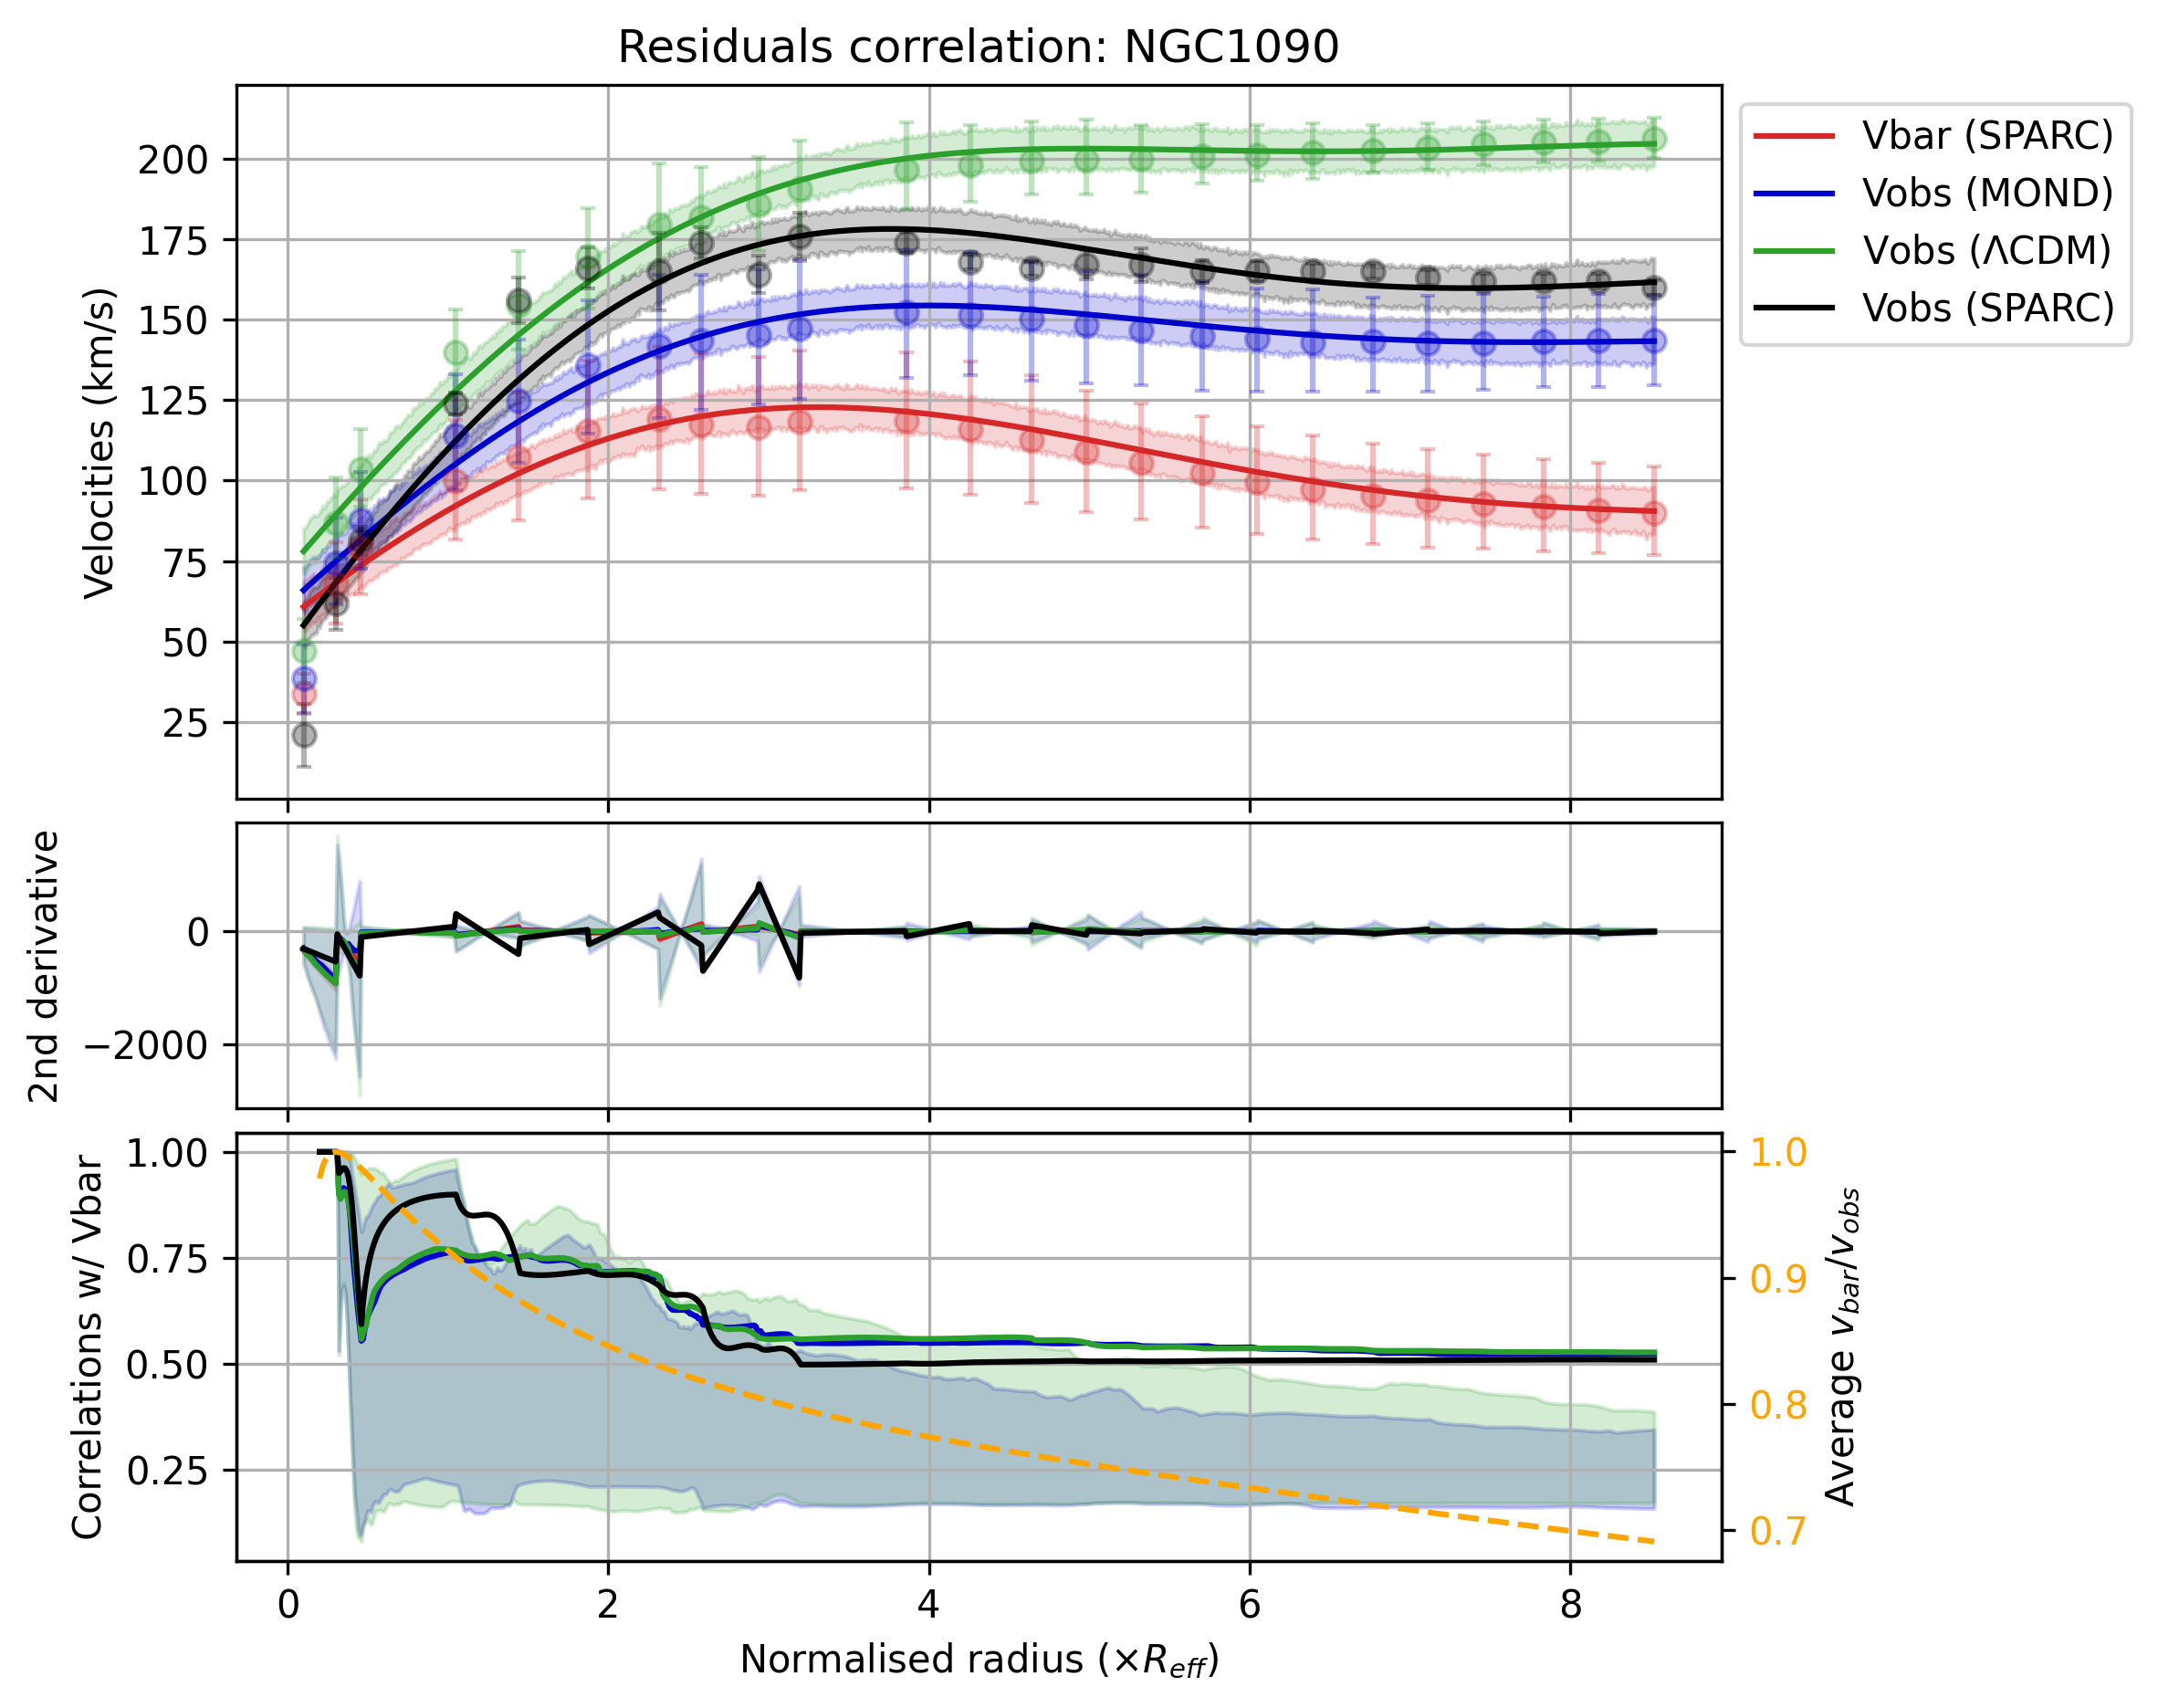 Residuals correlation: NGC1090
Velocities (km/s)
200
175
150
125
100
75
50
25
Vbar (SPARC)
Vobs (MOND)
Vobs (ΛCDM)
Vobs (SPARC)
2nd derivative
0
−2000
Correlations w/ Vbar
1.00
0.75
0.50
0.25
1.0
0.9
0.8
0.7
Average v_bar/v_obs
0 2 4 6 8
Normalised radius (×R_eff)